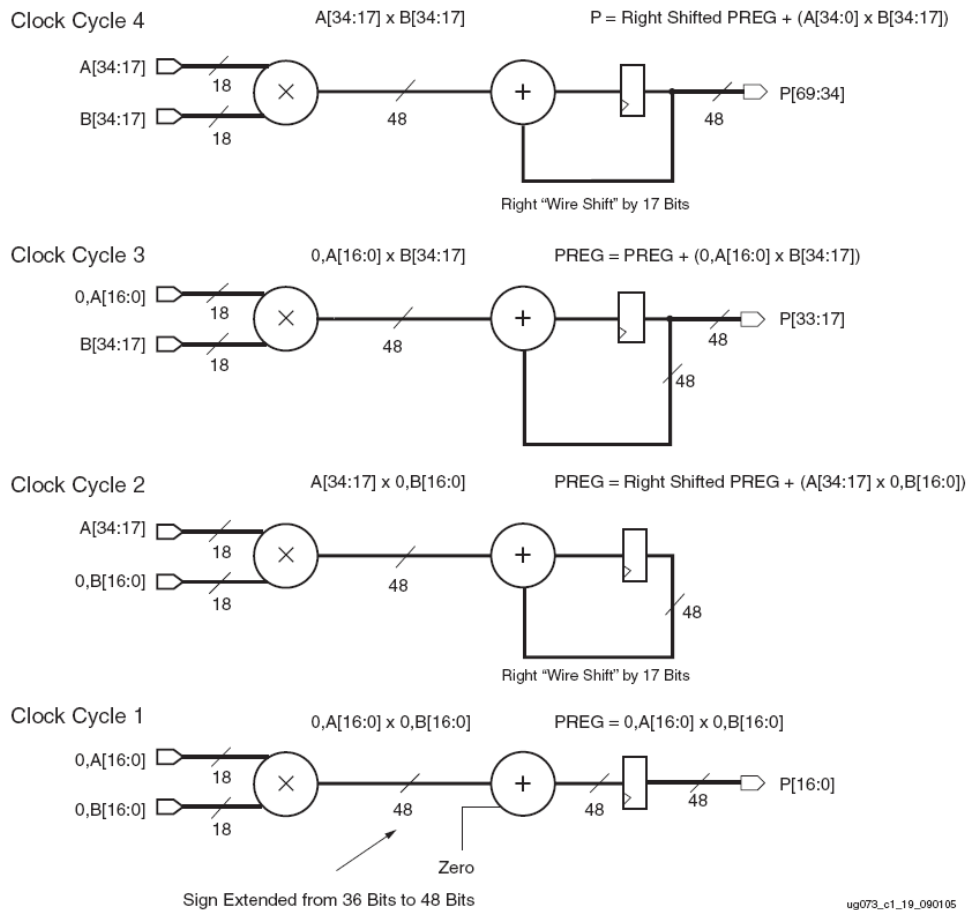 Clock Cycle 4
A[34:17] x B[34:17]
P = Right Shifted PREG + (A[34:0] x B[34:17])
A[34:17]
18
B[34:17]
18
×
48
+
48
P[69:34]
Right “Wire Shift” by 17 Bits
Clock Cycle 3
0,A[16:0] x B[34:17]
PREG = PREG + (0,A[16:0] x B[34:17])
0,A[16:0]
18
B[34:17]
18
×
48
+
48
P[33:17]
48
Clock Cycle 2
A[34:17] x 0,B[16:0]
PREG = Right Shifted PREG + (A[34:17] x 0,B[16:0])
A[34:17]
18
0,B[16:0]
18
×
48
+
48
Right “Wire Shift” by 17 Bits
Clock Cycle 1
0,A[16:0] x 0,B[16:0]
PREG = 0,A[16:0] x 0,B[16:0]
0,A[16:0]
18
0,B[16:0]
18
×
48
+
48
48
P[16:0]
Zero
Sign Extended from 36 Bits to 48 Bits
ug073_c1_19_090105